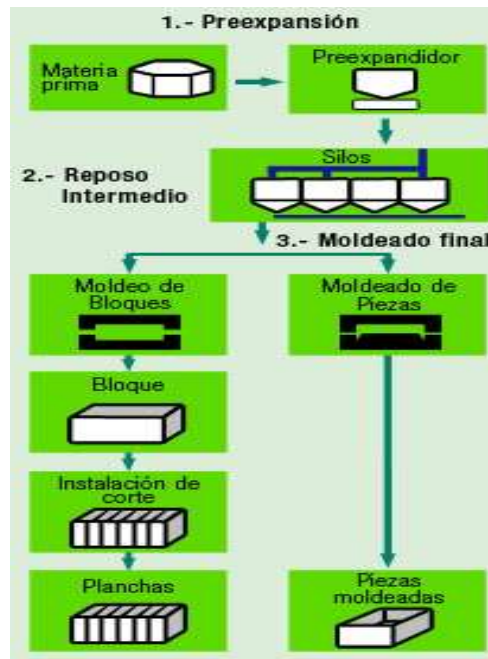 1.- Preexpansión
Materia
prima
Preexpandidor
Silos
2.- Reposo
Intermedio
3.- Moldeado final
Moldeo de
Bloques
Moldeado de
Piezas
Bloque
Instalación de
corte
Planchas
Piezas
moldeadas